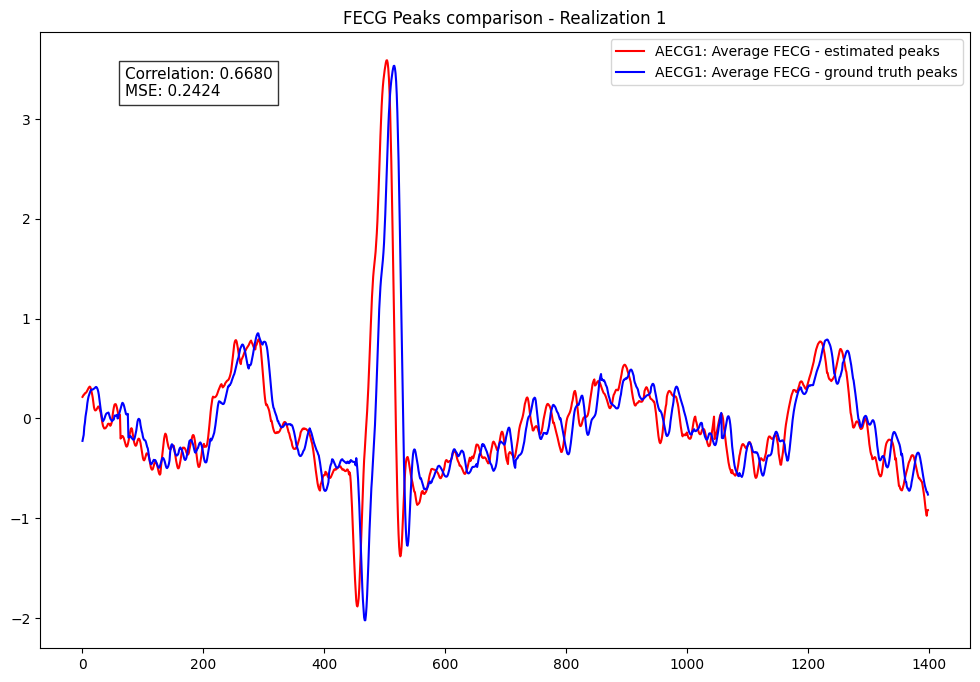 FECG Peaks comparison - Realization 1
Correlation: 0.6680
MSE: 0.2424
AECG1: Average FECG - estimated peaks
AECG1: Average FECG - ground truth peaks
3
2
1
0
−1
−2
0 200 400 600 800 1000 1200 1400